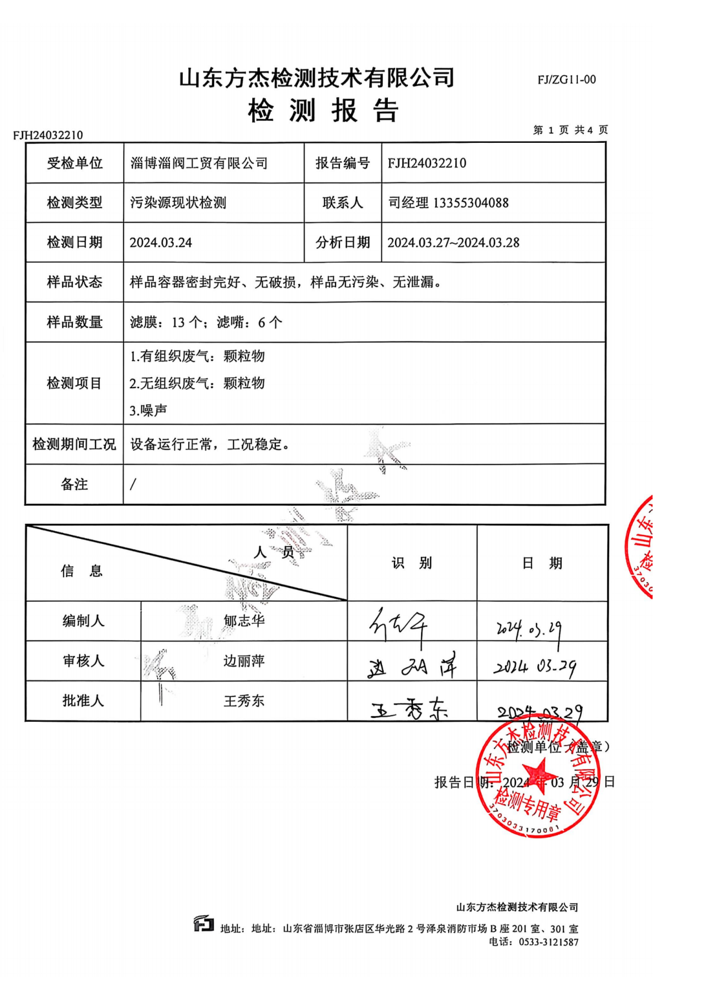 山东方杰检测技术有限公司
FJ/ZG11-00
检 测 报 告
FJH24032210
第 1 页 共 4 页
受检单位 淄博淄阀工贸有限公司 报告编号 FJH24032210
检测类型 污染源现状检测 联系人 司经理 13355304088
检测日期 2024.03.24 分析日期 2024.03.27~2024.03.28
样品状态 样品容器密封完好、无破损，样品无污染、无泄漏。
样品数量 滤膜：13 个；滤嘴：6 个
检测项目
1.有组织废气：颗粒物
2.无组织废气：颗粒物
3.噪声
检测期间工况 设备运行正常，工况稳定。
备注 /
人 员
信 息
识 别 日 期
编制人 郇志华 2024.03.29
审核人 边丽萍 边丽萍 2024 03-29
批准人 王秀东 王秀东 2024.03.29
检测单位（盖章）
报告日期：2024 年 03 月 29 日
山东方杰检测技术有限公司
检测专用章
3703033170001
山东
检
37030
山东方杰检测技术有限公司
FJ
地址：地址：山东省淄博市张店区华光路 2 号泽泉消防市场 B 座 201 室、301 室
电话：0533-3121587